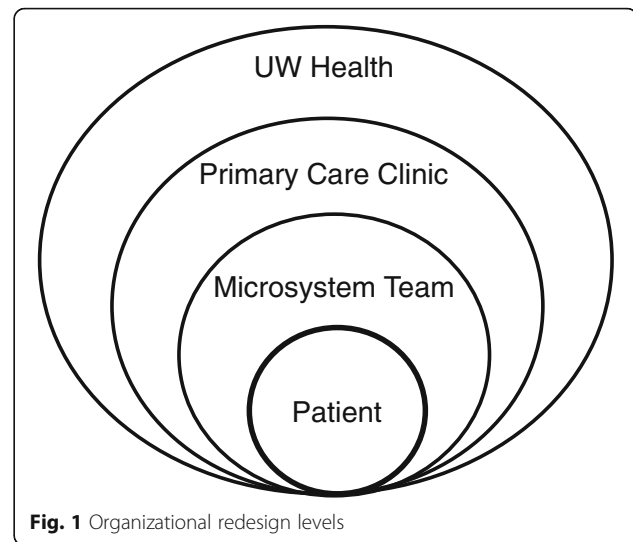 UW Health
Primary Care Clinic
Microsystem Team
Patient
Fig. 1 Organizational redesign levels